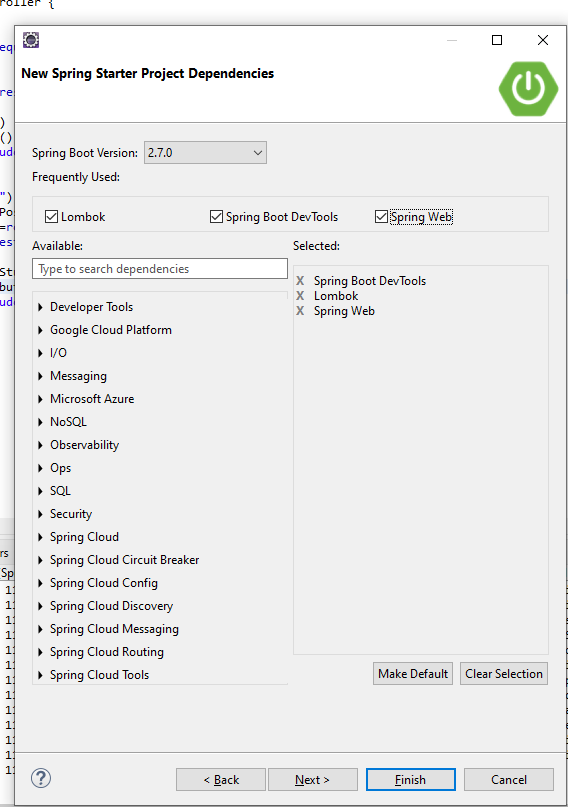 roller {
New Spring Starter Project Dependencies
Spring Boot Version: 2.7.0
Frequently Used:
Lombok Spring Boot DevTools Spring Web
Available: Selected:
Type to search dependencies
X Spring Boot DevTools
X Lombok
X Spring Web
Developer Tools
Google Cloud Platform
I/O
Messaging
Microsoft Azure
NoSQL
Observability
Ops
SQL
Security
Spring Cloud
Spring Cloud Circuit Breaker
Spring Cloud Config
Spring Cloud Discovery
Spring Cloud Messaging
Spring Cloud Routing
Spring Cloud Tools
Make Default Clear Selection
? < Back Next > Finish Cancel